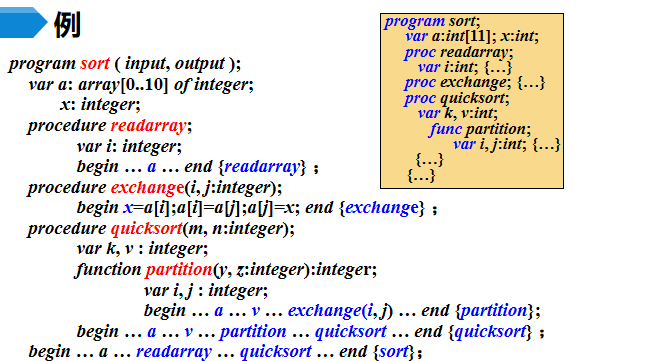 例
program sort ( input, output );
var a: array[0..10] of integer;
x: integer;
procedure readarray;
var i: integer;
begin … a … end {readarray} ；
procedure exchange(i, j:integer);
begin x=a[i];a[i]=a[j];a[j]=x; end {exchange} ；
procedure quicksort(m, n:integer);
var k, v : integer;
function partition(y, z:integer):integer;
var i, j : integer;
begin … a … v … exchange(i, j) … end {partition};
begin … a … v … partition … quicksort … end {quicksort} ；
begin … a … readarray … quicksort … end {sort}；
program sort;
var a:int[11]; x:int;
proc readarray;
var i:int; {…}
proc exchange; {…}
proc quicksort;
var k, v:int;
func partition;
var i, j:int; {…}
{…}
{…}